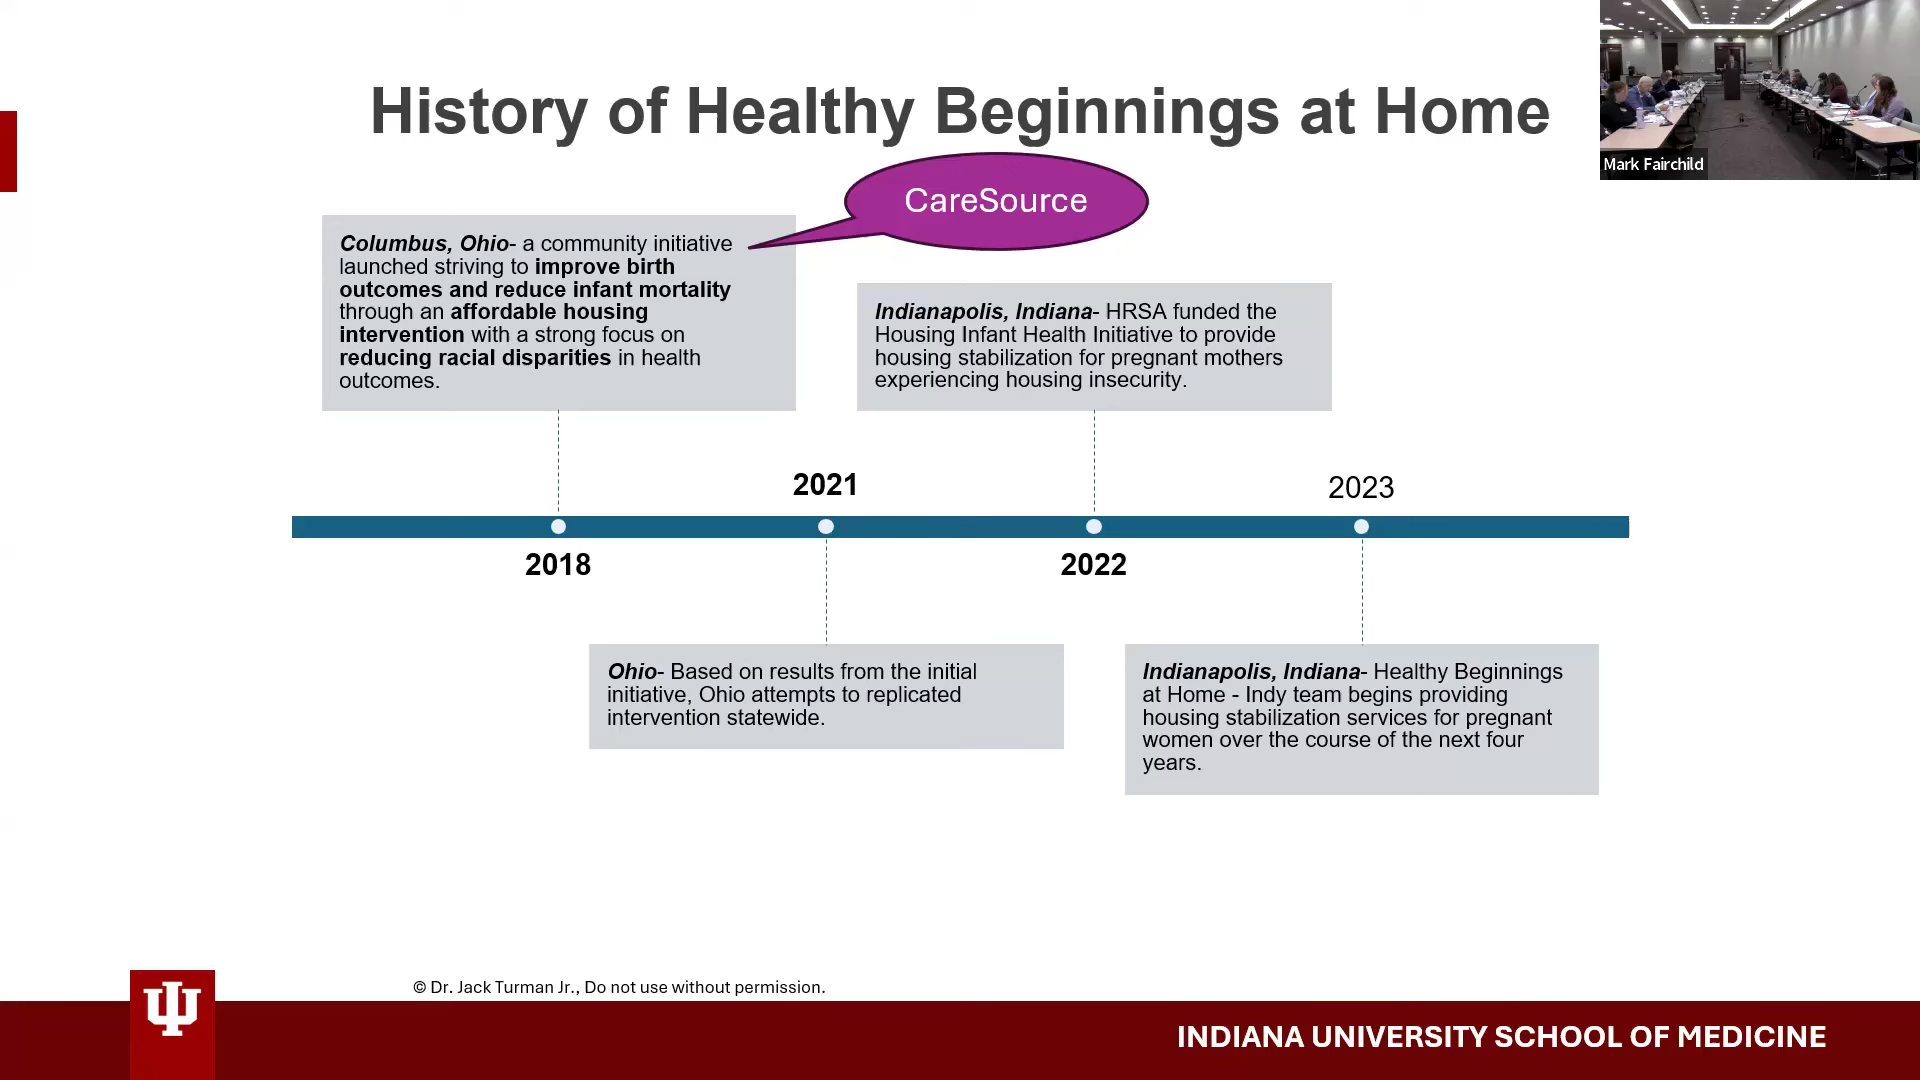 History of Healthy Beginnings at Home
Mark Fairchild
CareSource
Columbus, Ohio- a community initiative
launched striving to improve birth
outcomes and reduce infant mortality
through an affordable housing
intervention with a strong focus on
reducing racial disparities in health
outcomes.
Indianapolis, Indiana- HRSA funded the
Housing Infant Health Initiative to provide
housing stabilization for pregnant mothers
experiencing housing insecurity.
2021
2023
2018
2022
Ohio- Based on results from the initial
initiative, Ohio attempts to replicated
intervention statewide.
Indianapolis, Indiana- Healthy Beginnings
at Home - Indy team begins providing
housing stabilization services for pregnant
women over the course of the next four
years.
© Dr. Jack Turman Jr., Do not use without permission.
INDIANA UNIVERSITY SCHOOL OF MEDICINE